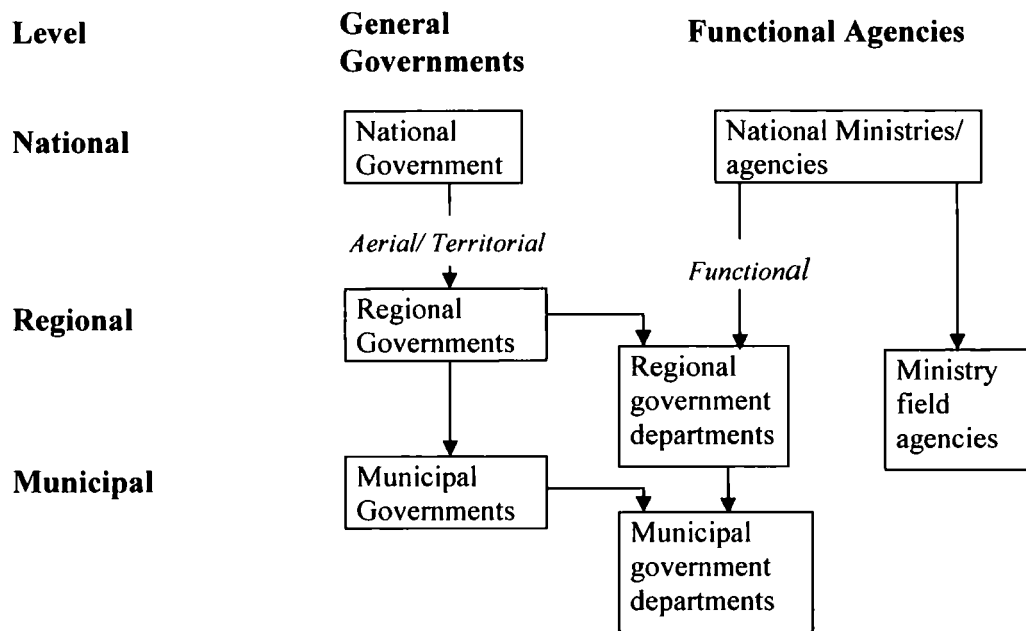 Level
General
Governments
Functional Agencies
National
National
Government
National Ministries/
agencies
Aerial/ Territorial
Functional
Regional
Regional
Governments
Regional
government
departments
Ministry
field
agencies
Municipal
Municipal
Governments
Municipal
government
departments